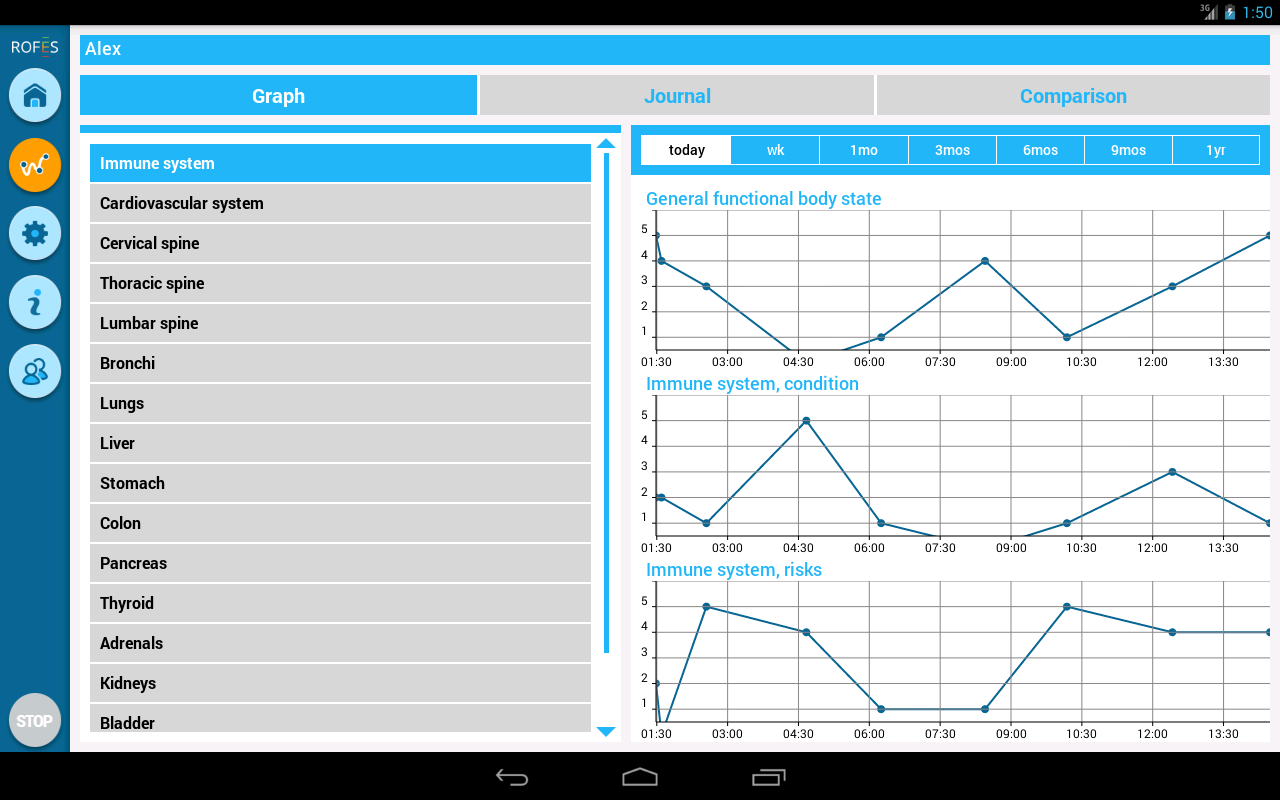 3G 1:50
ROFES
Alex
Graph Journal Comparison
Immune system
Cardiovascular system
Cervical spine
Thoracic spine
Lumbar spine
Bronchi
Lungs
Liver
Stomach
Colon
Pancreas
Thyroid
Adrenals
Kidneys
Bladder
STOP
today wk 1mo 3mos 6mos 9mos 1yr
General functional body state
5
4
3
2
1
01:30 03:00 04:30 06:00 07:30 09:00 10:30 12:00 13:30
Immune system, condition
5
4
3
2
1
01:30 03:00 04:30 06:00 07:30 09:00 10:30 12:00 13:30
Immune system, risks
5
4
3
2
1
01:30 03:00 04:30 06:00 07:30 09:00 10:30 12:00 13:30